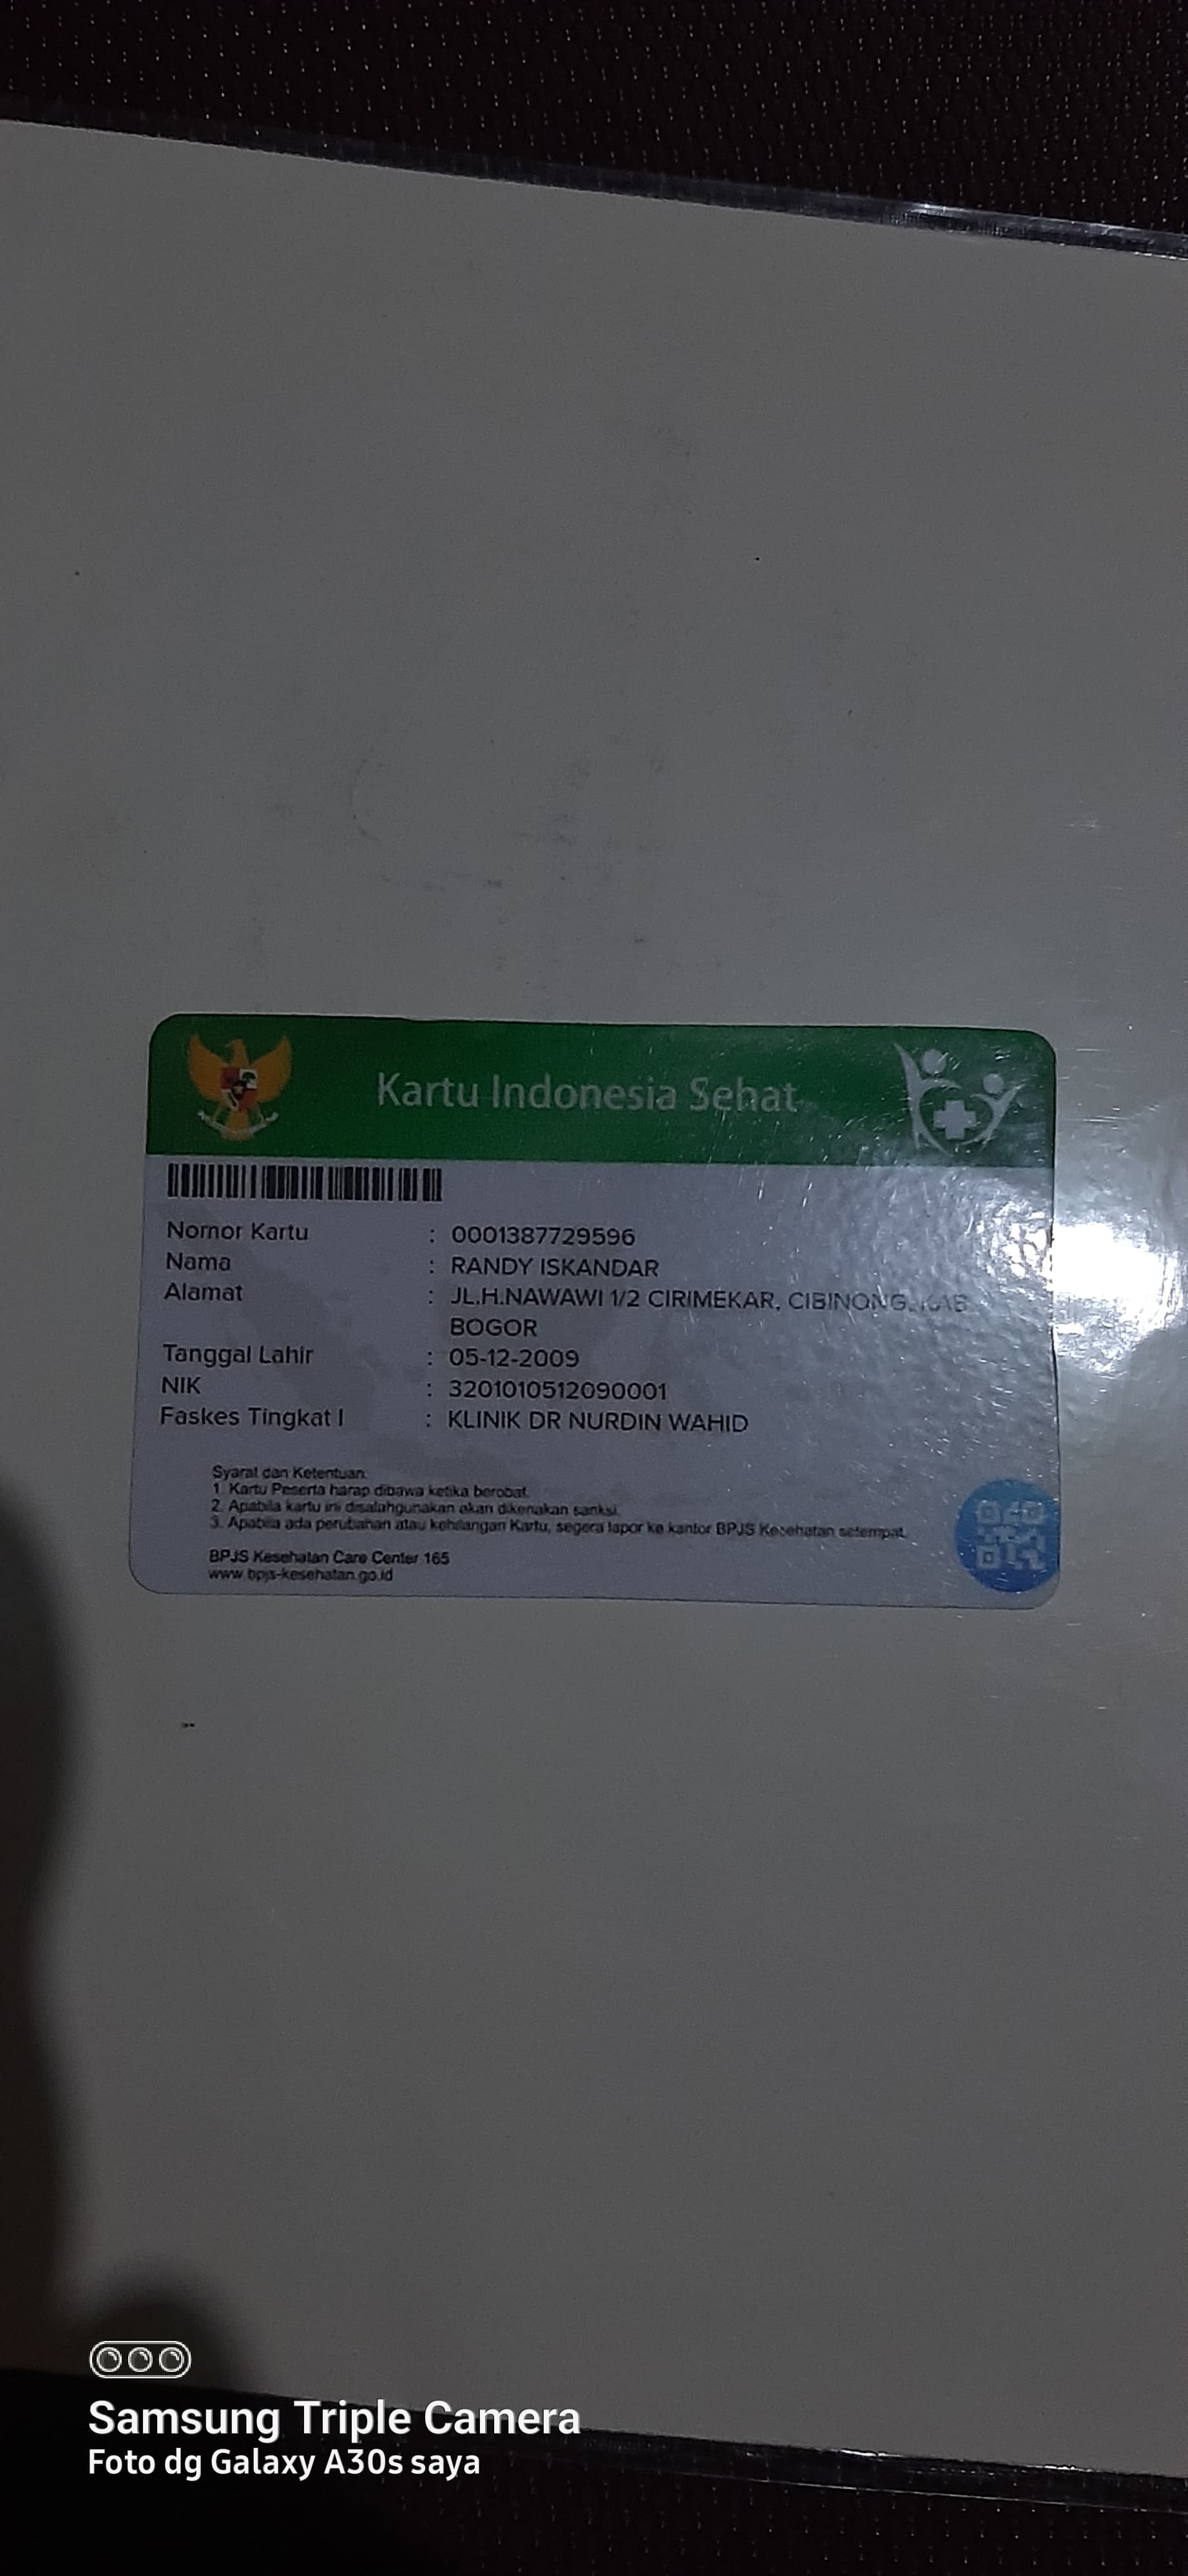 Kartu Indonesia Sehat
Nomor Kartu : 0001387729596
Nama : RANDY ISKANDAR
Alamat : JL.H.NAWAWI 1/2 CIRIMEKAR, CIBINONG, KAB.
BOGOR
Tanggal Lahir : 05-12-2009
NIK : 3201010512090001
Faskes Tingkat I : KLINIK DR NURDIN WAHID
Syarat dan Ketentuan:
1. Kartu Peserta harap dibawa ketika berobat.
2. Apabila kartu ini disalahgunakan akan dikenakan sanksi.
3. Apabila ada perubahan atau kehilangan Kartu, segera lapor ke kantor BPJS Kesehatan setempat.
BPJS Kesehatan Care Center 165
www.bpjs-kesehatan.go.id
Samsung Triple Camera
Foto dg Galaxy A30s saya